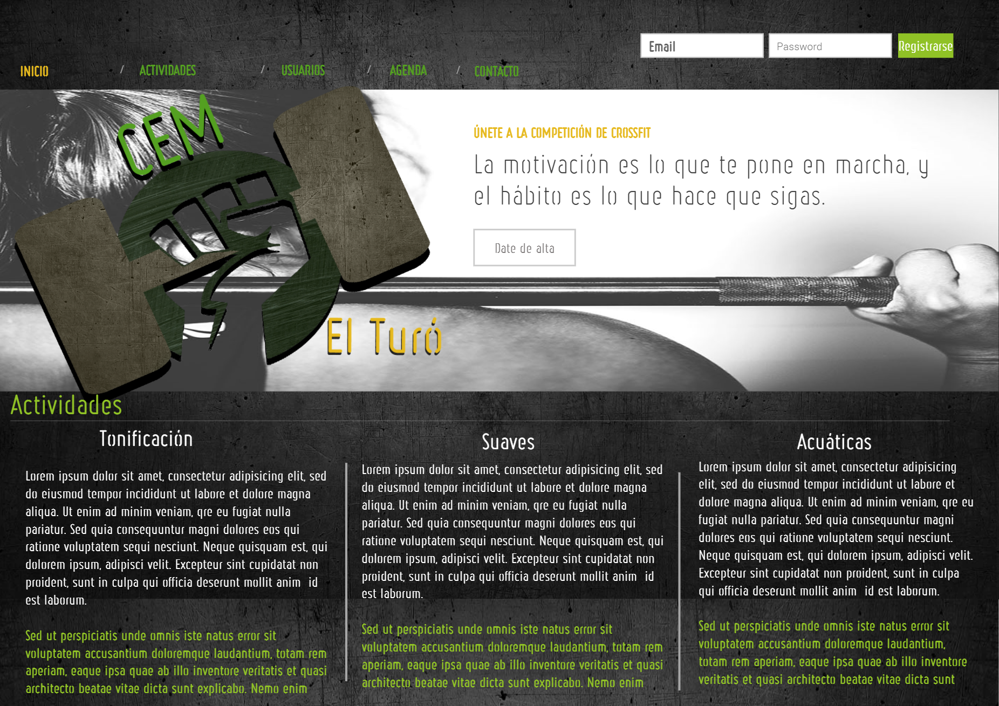 Email
Password
Registrarse
INICIO / ACTIVIDADES / USUARIOS / AGENDA / CONTACTO
CEM
El Turó
ÚNETE A LA COMPETICIÓN DE CROSSFIT
La motivación es lo que te pone en marcha, y
el hábito es lo que hace que sigas.
Date de alta
Actividades
Tonificación
Lorem ipsum dolor sit amet, consectetur adipisicing elit, sed
do eiusmod tempor incididunt ut labore et dolore magna
aliqua. Ut enim ad minim veniam, qre eu fugiat nulla
pariatur. Sed quia consequuntur magni dolores eos qui
ratione voluptatem sequi nesciunt. Neque quisquam est, qui
dolorem ipsum, adipisci velit. Excepteur sint cupidatat non
proident, sunt in culpa qui officia deserunt mollit anim  id
est laborum.
Sed ut perspiciatis unde omnis iste natus error sit
voluptatem accusantium doloremque laudantium, totam rem
aperiam, eaque ipsa quae ab illo inventore veritatis et quasi
architecto beatae vitae dicta sunt explicabo. Nemo enim
Suaves
Lorem ipsum dolor sit amet, consectetur adipisicing elit, sed
do eiusmod tempor incididunt ut labore et dolore magna
aliqua. Ut enim ad minim veniam, qre eu fugiat nulla
pariatur. Sed quia consequuntur magni dolores eos qui
ratione voluptatem sequi nesciunt. Neque quisquam est, qui
dolorem ipsum, adipisci velit. Excepteur sint cupidatat non
proident, sunt in culpa qui officia deserunt mollit anim  id
est laborum.
Sed ut perspiciatis unde omnis iste natus error sit
voluptatem accusantium doloremque laudantium, totam rem
aperiam, eaque ipsa quae ab illo inventore veritatis et quasi
architecto beatae vitae dicta sunt explicabo. Nemo enim
Acuáticas
Lorem ipsum dolor sit amet, consectetur adipisicing
elit, sed do eiusmod tempor incididunt ut labore et
dolore magna aliqua. Ut enim ad minim veniam, qre eu
fugiat nulla pariatur. Sed quia consequuntur magni
dolores eos qui ratione voluptatem sequi nesciunt.
Neque quisquam est, qui dolorem ipsum, adipisci velit.
Excepteur sint cupidatat non proident, sunt in culpa
qui officia deserunt mollit anim  id est laborum.
Sed ut perspiciatis unde omnis iste natus error sit
voluptatem accusantium doloremque laudantium,
totam rem aperiam, eaque ipsa quae ab illo inventore
veritatis et quasi architecto beatae vitae dicta sunt